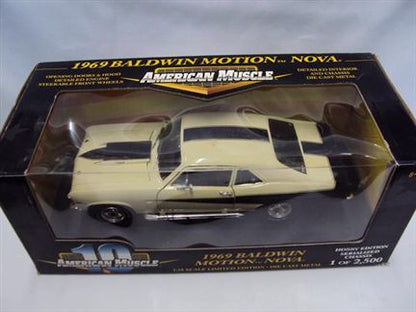 1969 BALDWIN MOTION™ NOVA.
OPENING DOORS & HOOD
DETAILED ENGINE
STEERABLE FRONT WHEELS
AMERICAN MUSCLE
DETAILED INTERIOR
AND CHASSIS
DIE CAST METAL
10
AMERICAN MUSCLE
1969 BALDWIN
MOTION™ NOVA.
1:18 SCALE LIMITED EDITION - DIE CAST METAL
HOBBY EDITION
SERIALIZED
CHASSIS
1 OF 2,500